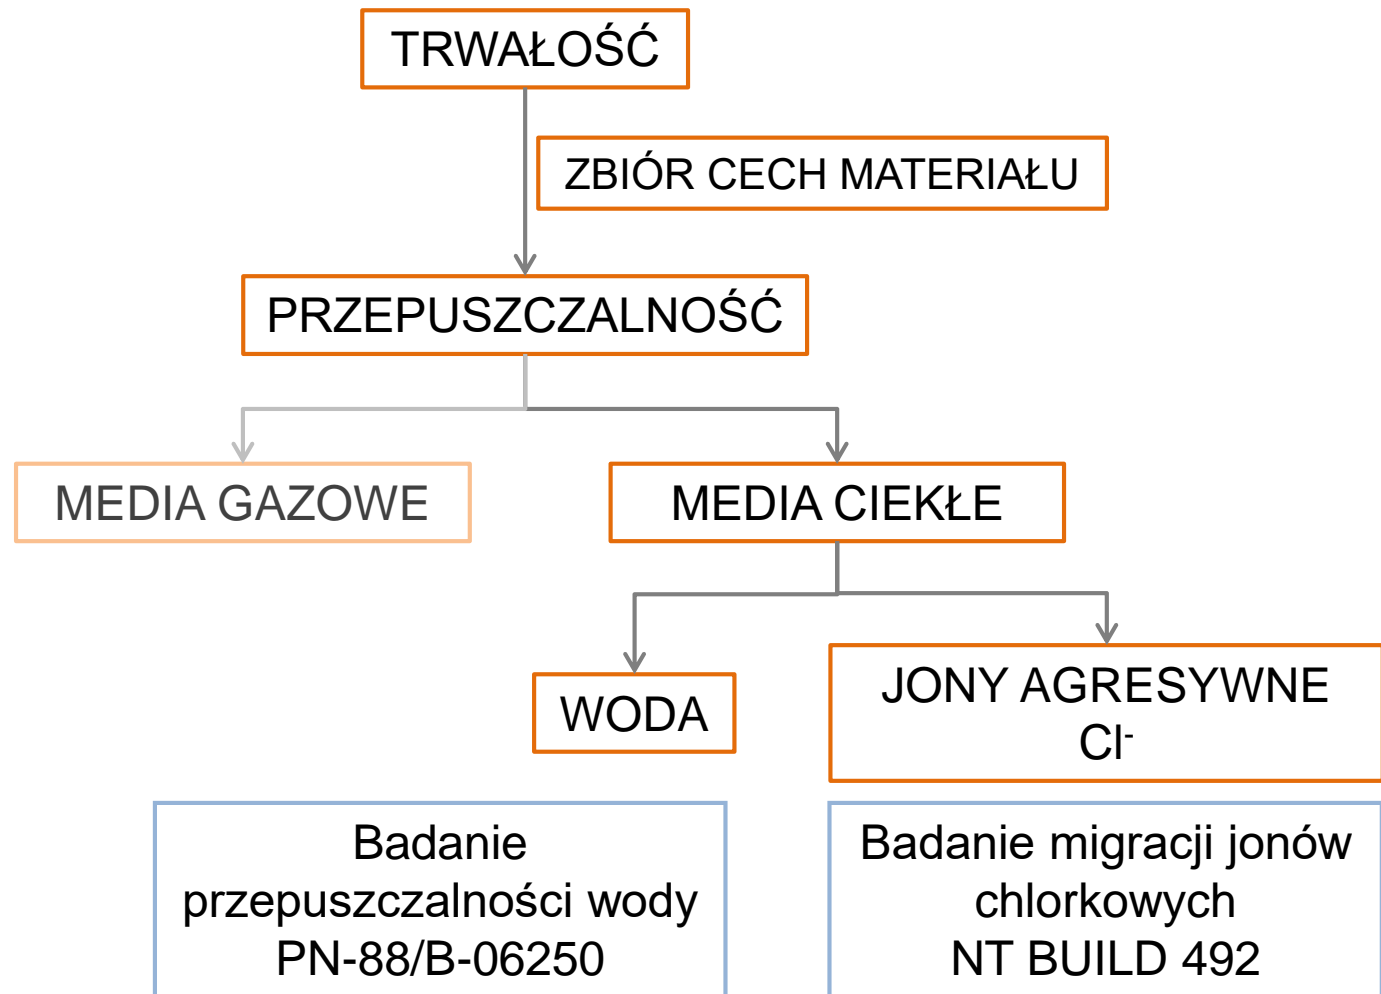 TRWAŁOŚĆ
ZBIÓR CECH MATERIAŁU
PRZEPUSZCZALNOŚĆ
MEDIA GAZOWE
MEDIA CIEKŁE
WODA
JONY AGRESYWNE
Cl⁻
Badanie
przepuszczalności wody
PN-88/B-06250
Badanie migracji jonów
chlorkowych
NT BUILD 492